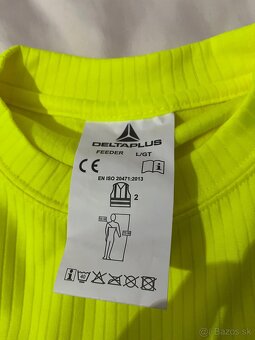 DELTAPLUS
FEEDER L/GT
CE
EN ISO 20471:2013
2
Bazos.sk